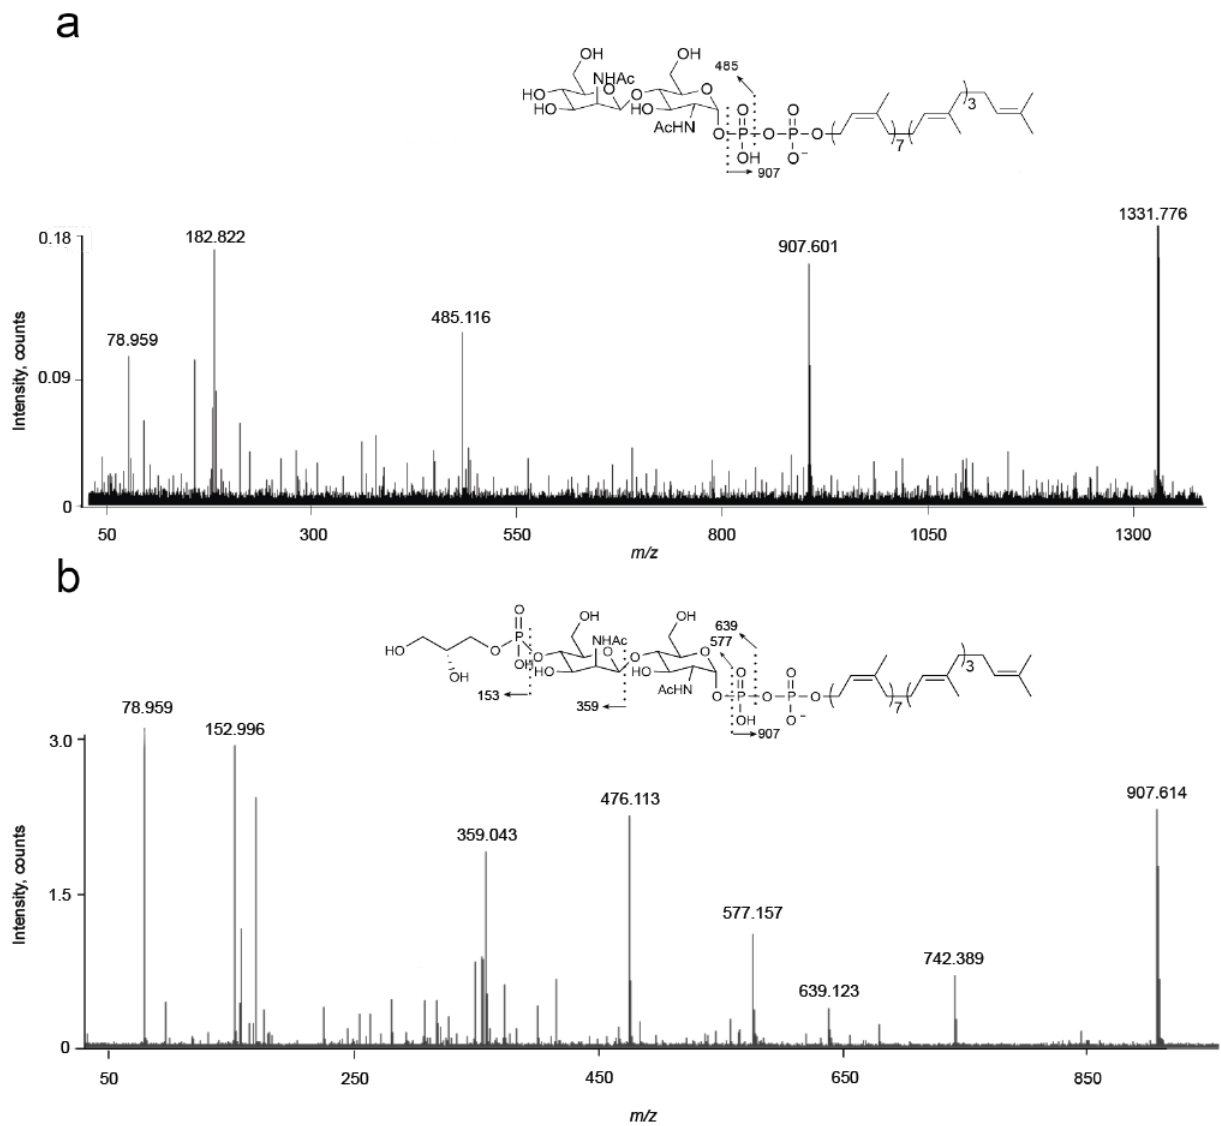 a
OH
OH
485
NHAc
HO
O
O
O
O
O
HO
HO
O
HO
3
AcHN
O
P
O
P
O
7
OH
O−
907
1331.776
0.18
182.822
907.601
485.116
78.959
Intensity, counts
0.09
0
50
300
550
800
1050
1300
m/z
b
O
OH
OH
639
577
P
NHAc
HO
O
O
O
O
O
O
O
3
OH
OH
HO
O
HO
AcHN
O
P
O
P
O
7
153
359
OH
O−
907
78.959
152.996
3.0
907.614
476.113
359.043
Intensity, counts
1.5
577.157
742.389
639.123
0
50
250
450
650
850
m/z